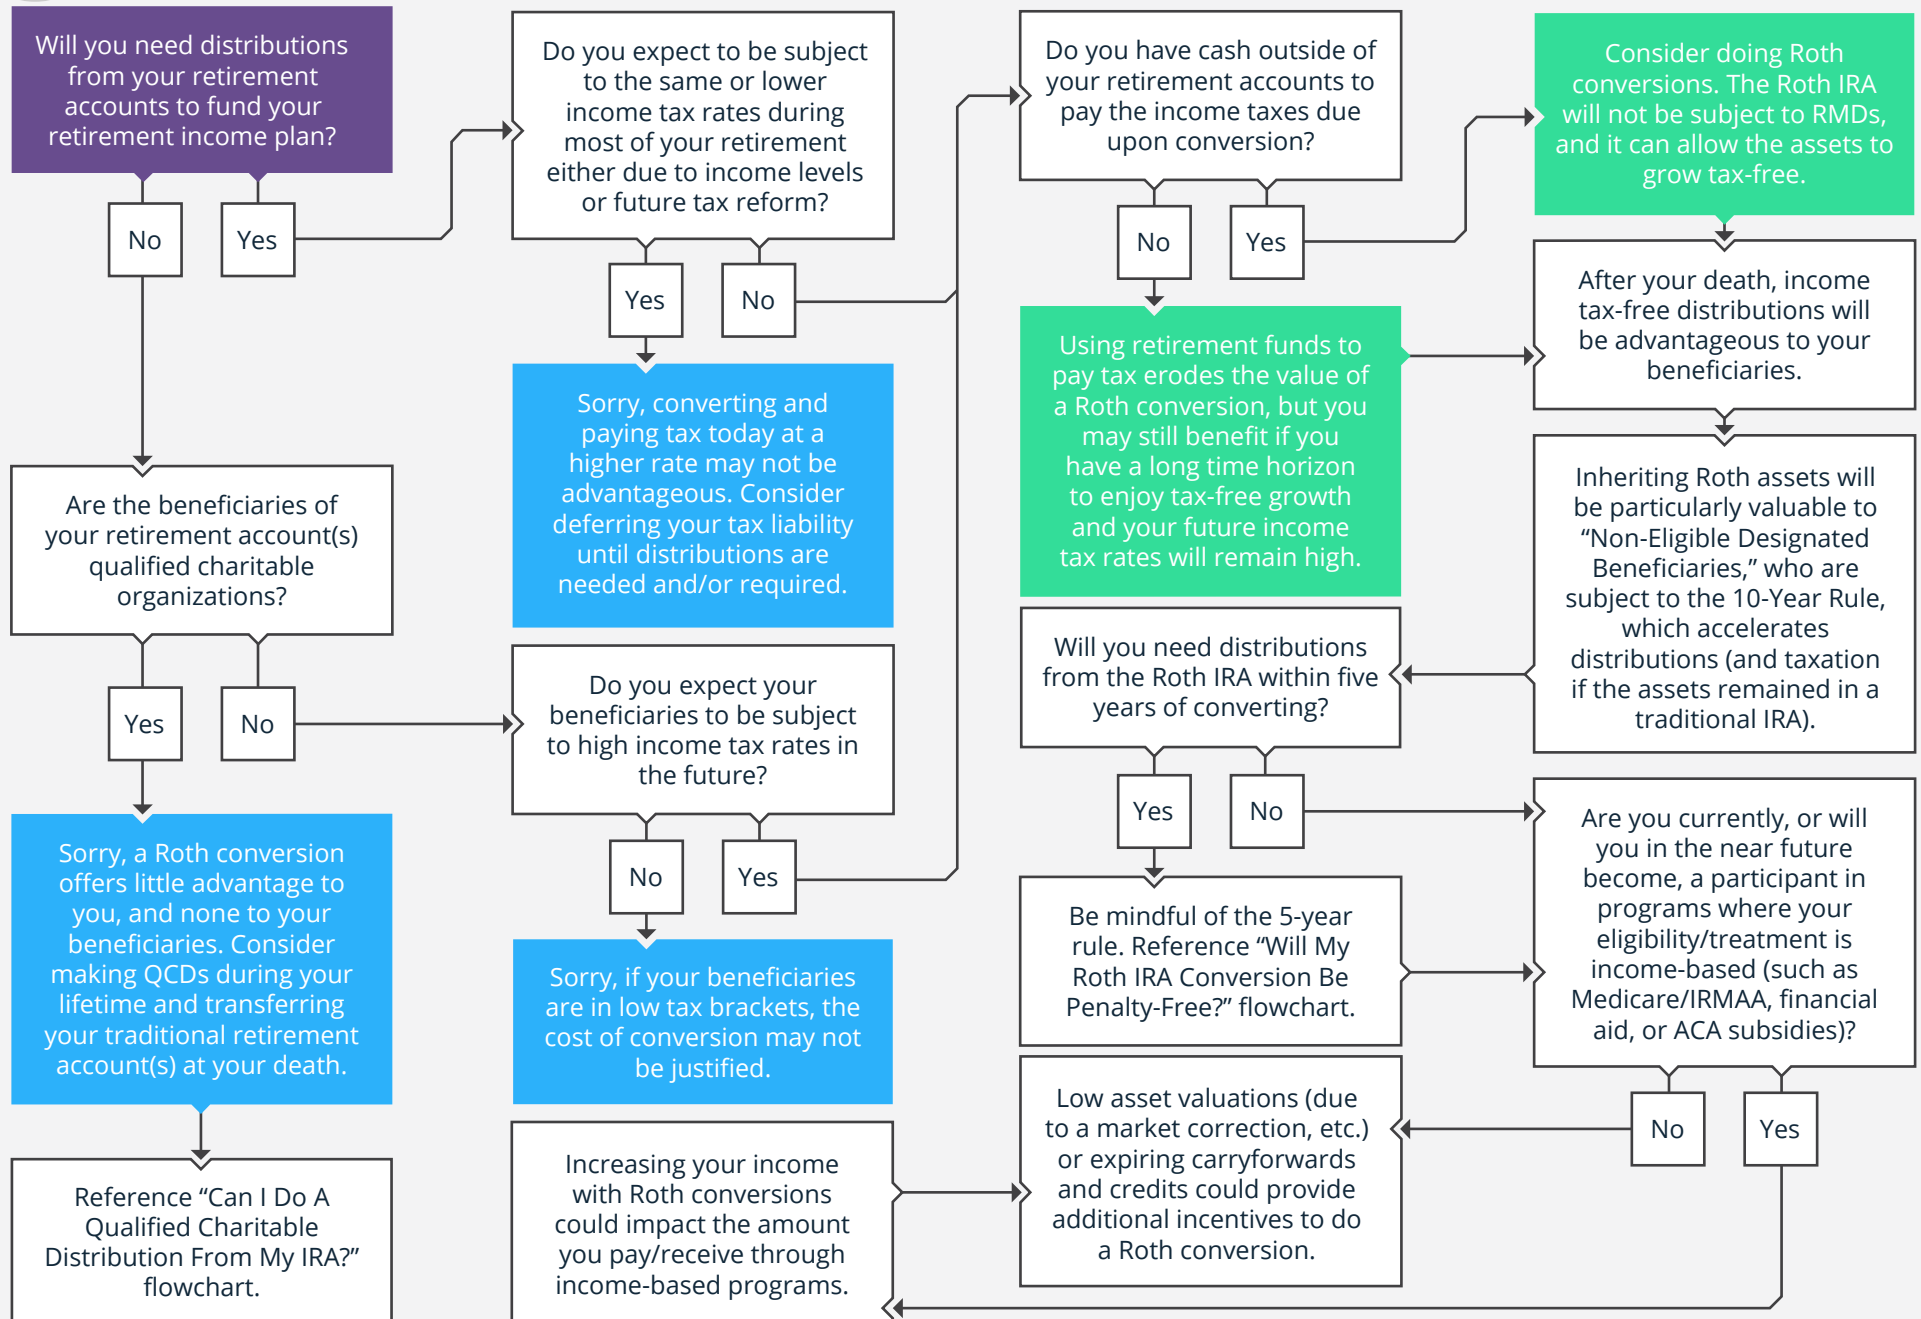 Will you need distributions
from your retirement
accounts to fund your
retirement income plan?
No
Yes
Are the beneficiaries of
your retirement account(s)
qualified charitable
organizations?
Yes
No
Sorry, a Roth conversion
offers little advantage to
you, and none to your
beneficiaries. Consider
making QCDs during your
lifetime and transferring
your traditional retirement
account(s) at your death.
Reference “Can I Do A
Qualified Charitable
Distribution From My IRA?”
flowchart.
Do you expect to be subject
to the same or lower
income tax rates during
most of your retirement
either due to income levels
or future tax reform?
Yes
No
Sorry, converting and
paying tax today at a
higher rate may not be
advantageous. Consider
deferring your tax liability
until distributions are
needed and/or required.
Do you expect your
beneficiaries to be subject
to high income tax rates in
the future?
No
Yes
Sorry, if your beneficiaries
are in low tax brackets, the
cost of conversion may not
be justified.
Increasing your income
with Roth conversions
could impact the amount
you pay/receive through
income-based programs.
Do you have cash outside of
your retirement accounts to
pay the income taxes due
upon conversion?
No
Yes
Using retirement funds to
pay tax erodes the value of
a Roth conversion, but you
may still benefit if you
have a long time horizon
to enjoy tax-free growth
and your future income
tax rates will remain high.
Will you need distributions
from the Roth IRA within five
years of converting?
Yes
No
Be mindful of the 5-year
rule. Reference “Will My
Roth IRA Conversion Be
Penalty-Free?” flowchart.
Low asset valuations (due
to a market correction, etc.)
or expiring carryforwards
and credits could provide
additional incentives to do
a Roth conversion.
Consider doing Roth
conversions. The Roth IRA
will not be subject to RMDs,
and it can allow the assets to
grow tax-free.
After your death, income
tax-free distributions will
be advantageous to your
beneficiaries.
Inheriting Roth assets will
be particularly valuable to
“Non-Eligible Designated
Beneficiaries,” who are
subject to the 10-Year Rule,
which accelerates
distributions (and taxation
if the assets remained in a
traditional IRA).
Are you currently, or will
you in the near future
become, a participant in
programs where your
eligibility/treatment is
income-based (such as
Medicare/IRMAA, financial
aid, or ACA subsidies)?
No
Yes